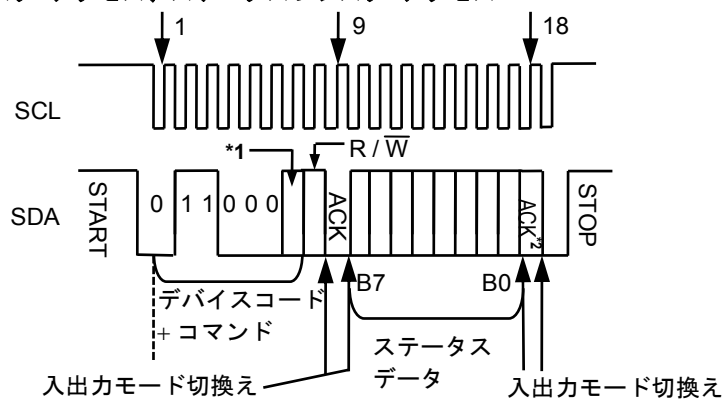 1 9 18
SCL
*1 R / W
SDA START 0 1 1 0 0 0 ACK ACK*2 STOP
B7 B0
デバイスコード
+ コマンド
ステータス
データ
入出力モード切換え 入出力モード切換え